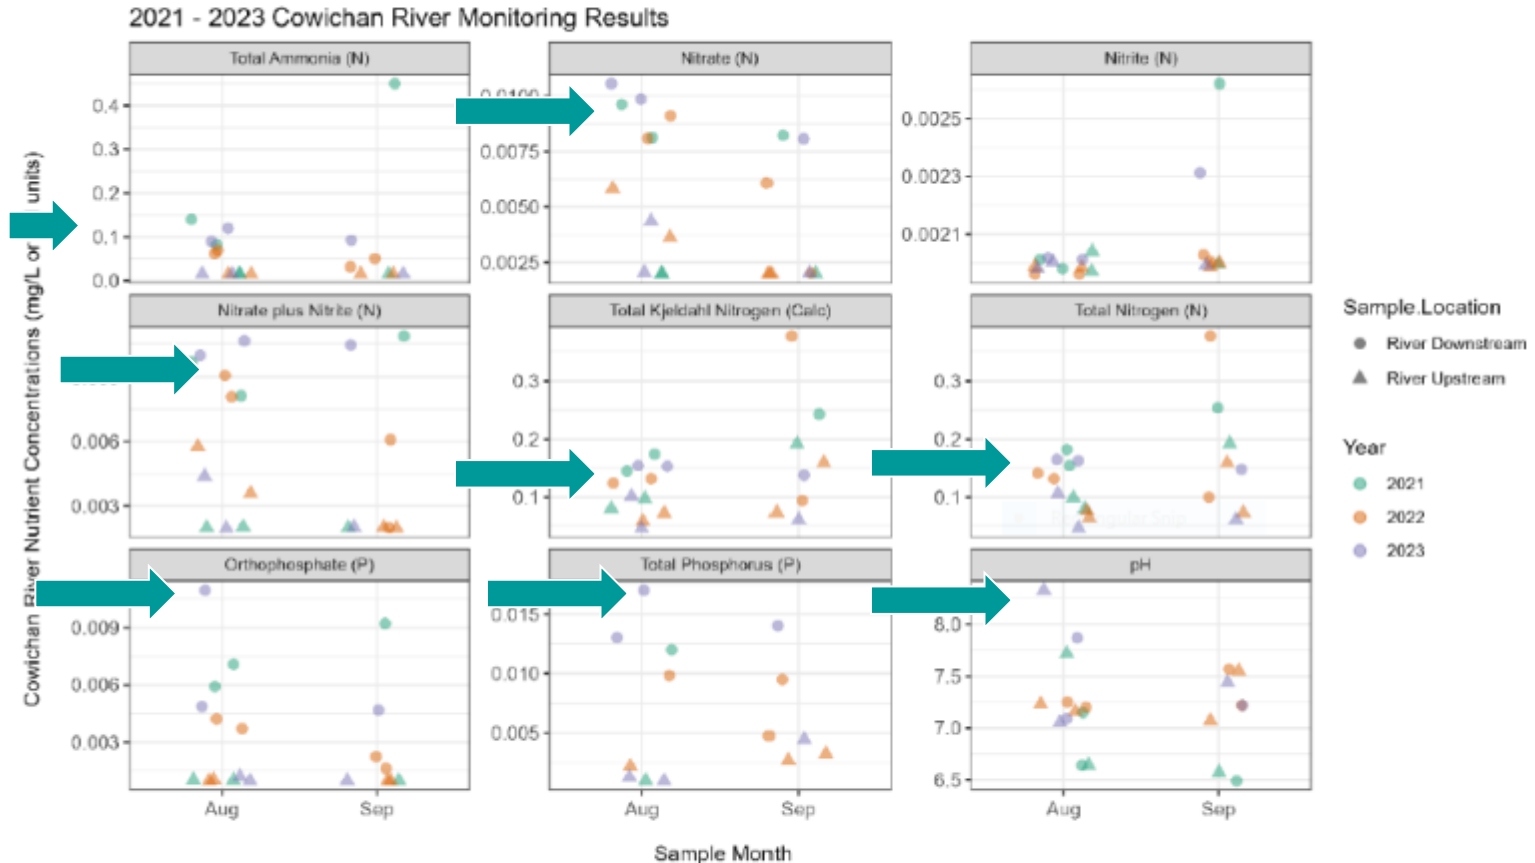 2021 - 2023 Cowichan River Monitoring Results
Total Ammonia (N)
Nitrate (N)
Nitrite (N)
0.4
0.3
0.2
0.1
0.0
0.0100
0.0075
0.0050
0.0025
0.0025
0.0023
0.0021
Nitrate plus Nitrite (N)
Total Kjeldahl Nitrogen (Calc)
Total Nitrogen (N)
0.006
0.003
0.3
0.2
0.1
0.3
0.2
0.1
Orthophosphate (P)
Total Phosphorus (P)
pH
0.009
0.006
0.003
0.015
0.010
0.005
8.0
7.5
7.0
6.5
Aug
Sep
Aug
Sep
Aug
Sep
Sample Month
Cowichan River Nutrient Concentrations (mg/L or units)
Sample.Location
River Downstream
River Upstream
Year
2021
2022
2023